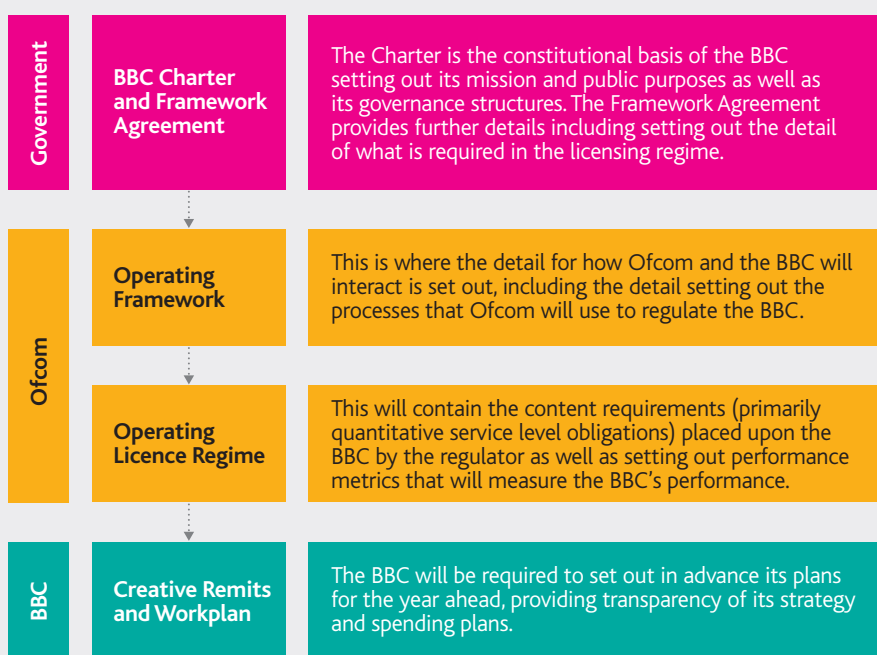 Government
BBC Charter
and Framework
Agreement
The Charter is the constitutional basis of the BBC
setting out its mission and public purposes as well as
its governance structures. The Framework Agreement
provides further details including setting out the detail
of what is required in the licensing regime.
Ofcom
Operating
Framework
This is where the detail for how Ofcom and the BBC will
interact is set out, including the detail setting out the
processes that Ofcom will use to regulate the BBC.
Operating
Licence Regime
This will contain the content requirements (primarily
quantitative service level obligations) placed upon the
BBC by the regulator as well as setting out performance
metrics that will measure the BBC’s performance.
BBC
Creative Remits
and Workplan
The BBC will be required to set out in advance its plans
for the year ahead, providing transparency of its strategy
and spending plans.